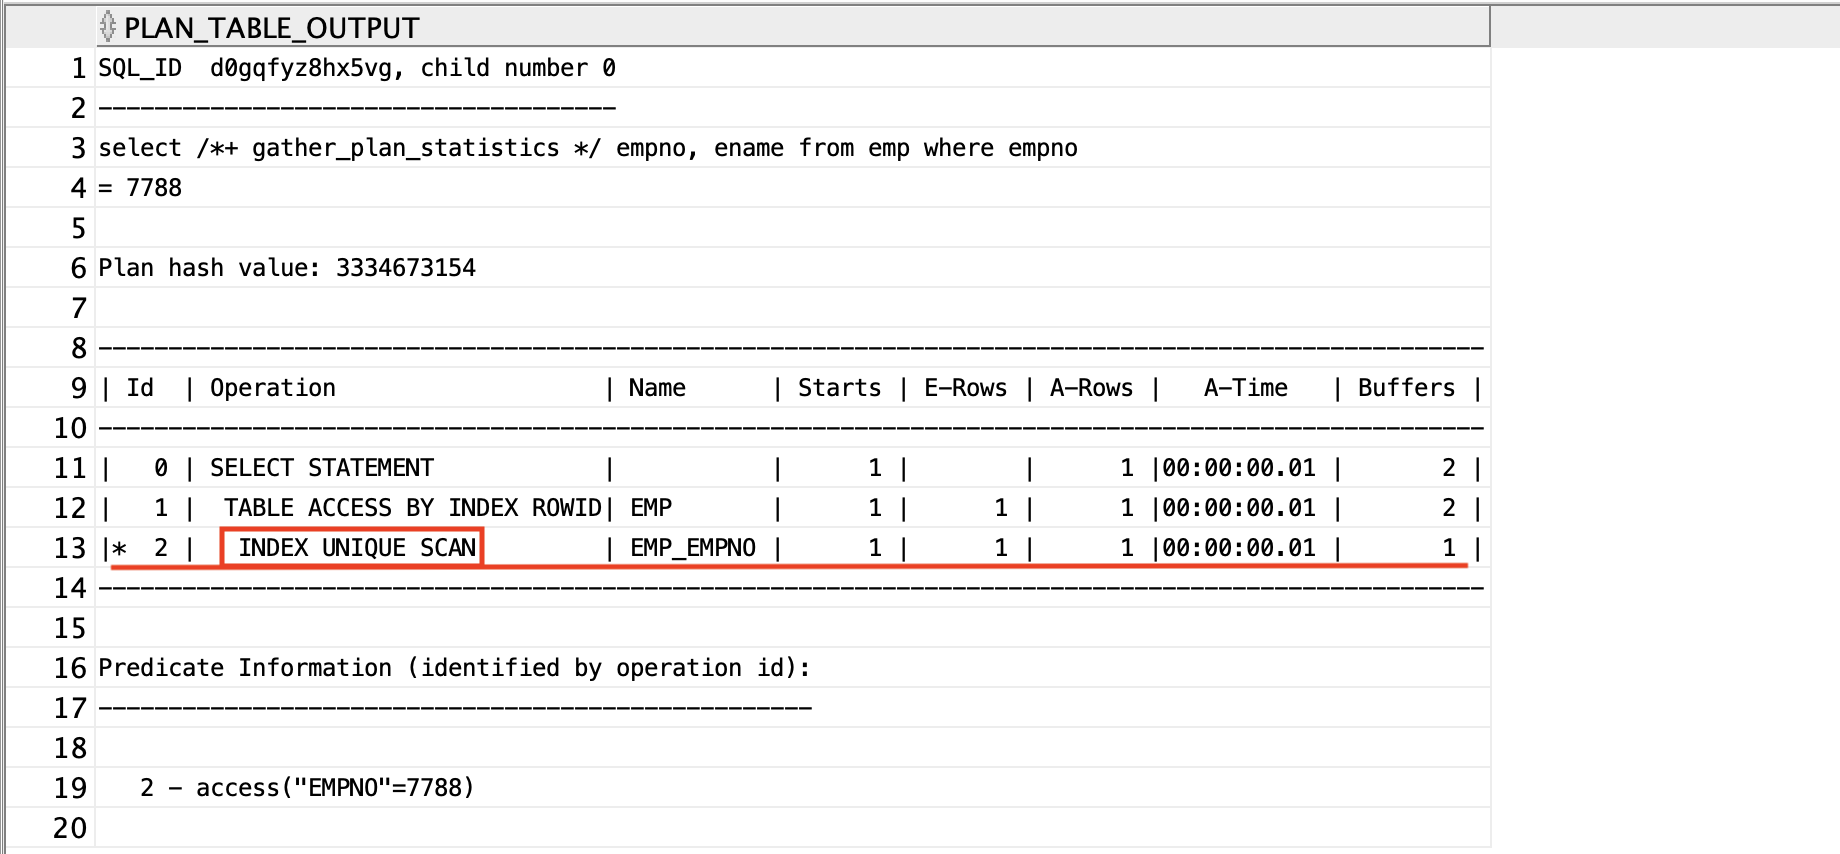 PLAN_TABLE_OUTPUT
1 SQL_ID  d0gqfyz8hx5vg, child number 0
2 -------------------------------------
3 select /*+ gather_plan_statistics */ empno, ename from emp where empno
4 = 7788
5
6 Plan hash value: 3334673154
7
8 ---------------------------------------------------------------------------------------------------
9 | Id  | Operation                   | Name      | Starts | E-Rows | A-Rows |   A-Time   | Buffers |
10 ---------------------------------------------------------------------------------------------------
11 |   0 | SELECT STATEMENT            |           |      1 |        |      1 |00:00:00.01 |       2 |
12 |   1 |  TABLE ACCESS BY INDEX ROWID| EMP       |      1 |      1 |      1 |00:00:00.01 |       2 |
13 |*  2 |   INDEX UNIQUE SCAN         | EMP_EMPNO |      1 |      1 |      1 |00:00:00.01 |       1 |
14 ---------------------------------------------------------------------------------------------------
15
16 Predicate Information (identified by operation id):
17 ---------------------------------------------------
18
19    2 - access("EMPNO"=7788)
20